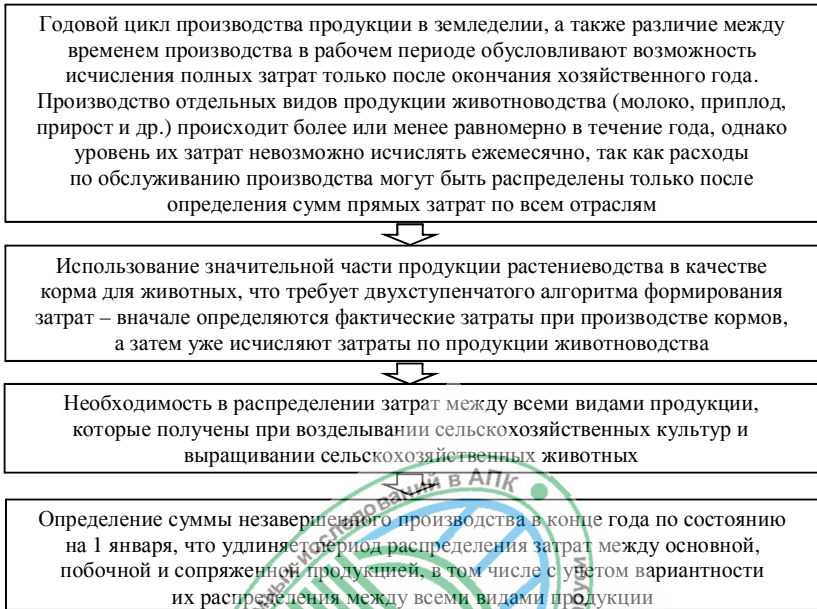 Годовой цикл производства продукции в земледелии, а также различие между
временем производства в рабочем периоде обусловливают возможность
исчисления полных затрат только после окончания хозяйственного года.
Производство отдельных видов продукции животноводства (молоко, приплод,
прирост и др.) происходит более или менее равномерно в течение года, однако
уровень их затрат невозможно исчислять ежемесячно, так как расходы
по обслуживанию производства могут быть распределены только после
определения сумм прямых затрат по всем отраслям
Использование значительной части продукции растениеводства в качестве
корма для животных, что требует двухступенчатого алгоритма формирования
затрат – вначале определяются фактические затраты при производстве кормов,
а затем уже исчисляют затраты по продукции животноводства
Необходимость в распределении затрат между всеми видами продукции,
которые получены при возделывании сельскохозяйственных культур и
выращивании сельскохозяйственных животных
в АПК
Определение суммы незавершенного производства в конце года по состоянию
на 1 января, что удлиняет период распределения затрат между основной,
побочной и сопряженной продукцией, в том числе с учетом вариантности
их распределения между всеми видами продукции